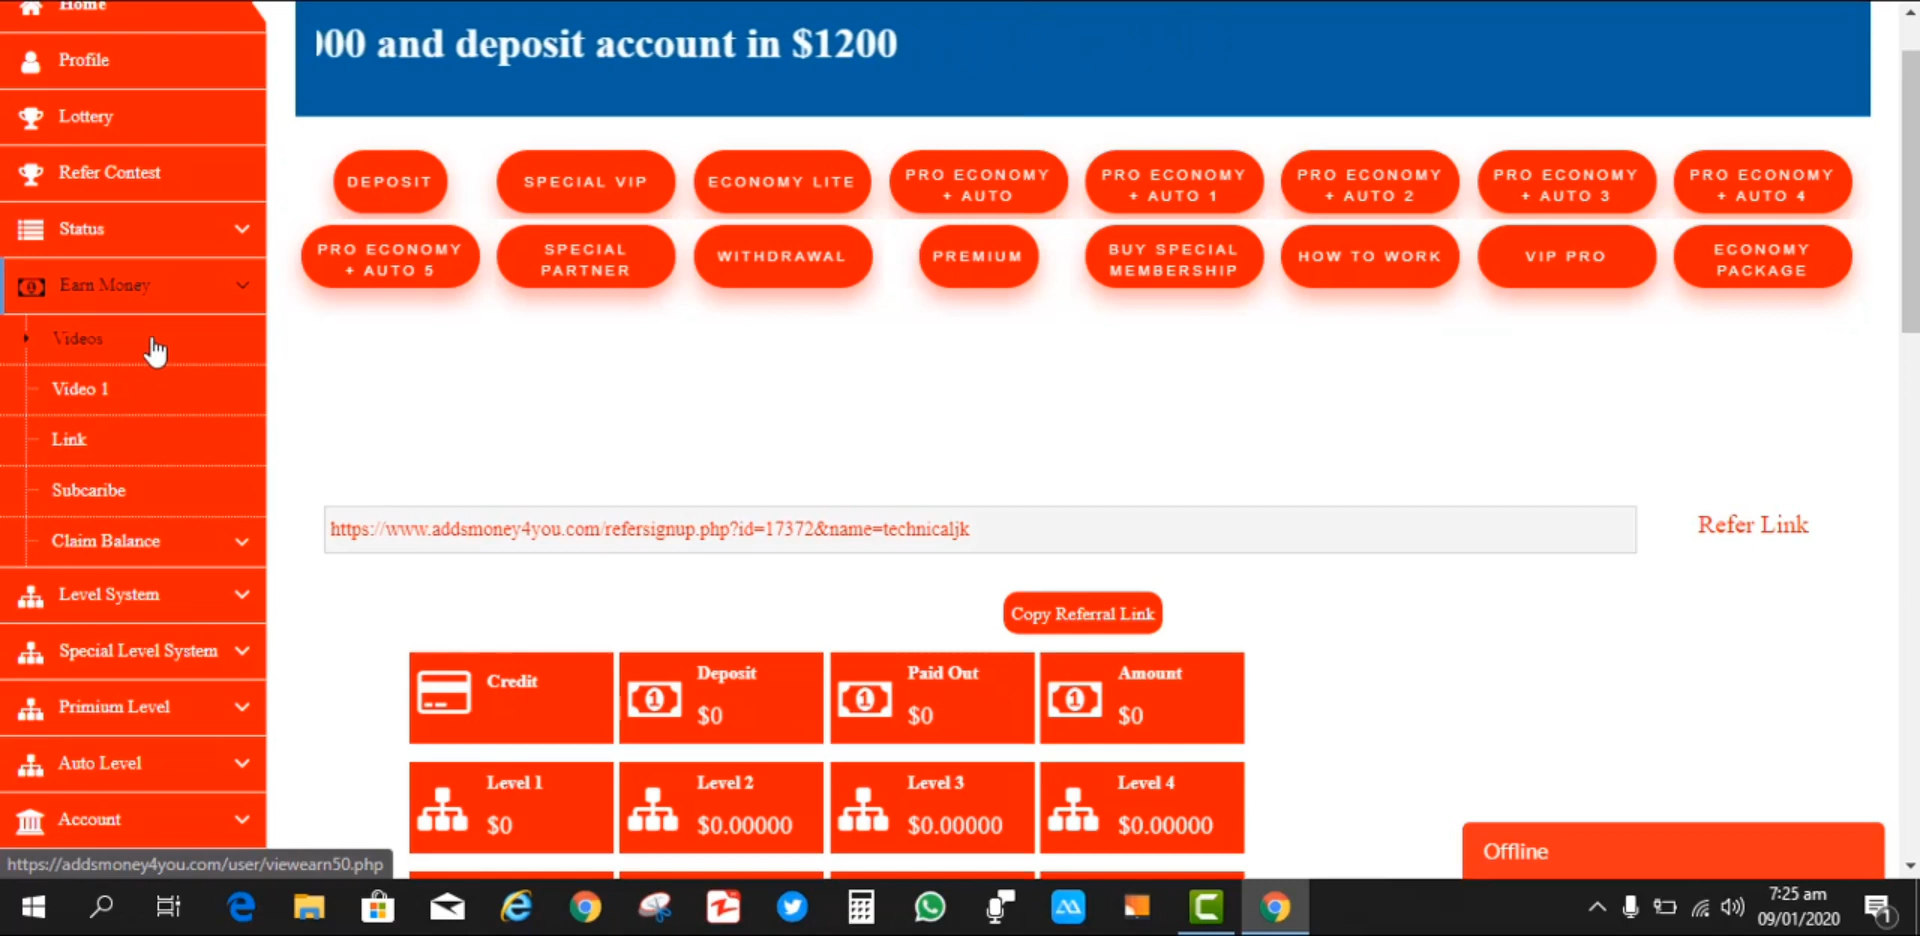 Home
Profile
Lottery
Refer Contest
Status
Earn Money
Videos
Video 1
Link
Subcaribe
Claim Balance
Level System
Special Level System
Primium Level
Auto Level
Account
https://addsmoney4you.com/user/viewearn50.php
00 and deposit account in $1200
DEPOSIT
SPECIAL VIP
ECONOMY LITE
PRO ECONOMY
+ AUTO
PRO ECONOMY
+ AUTO 1
PRO ECONOMY
+ AUTO 2
PRO ECONOMY
+ AUTO 3
PRO ECONOMY
+ AUTO 4
PRO ECONOMY
+ AUTO 5
SPECIAL
PARTNER
WITHDRAWAL
PREMIUM
BUY SPECIAL
MEMBERSHIP
HOW TO WORK
VIP PRO
ECONOMY
PACKAGE
https://www.addsmoney4you.com/refersignup.php?id=17372&name=technicaljk
Refer Link
Copy Referral Link
Credit
Deposit
$0
Paid Out
$0
Amount
$0
Level 1
$0
Level 2
$0.00000
Level 3
$0.00000
Level 4
$0.00000
Offline
7:25 am
09/01/2020
1